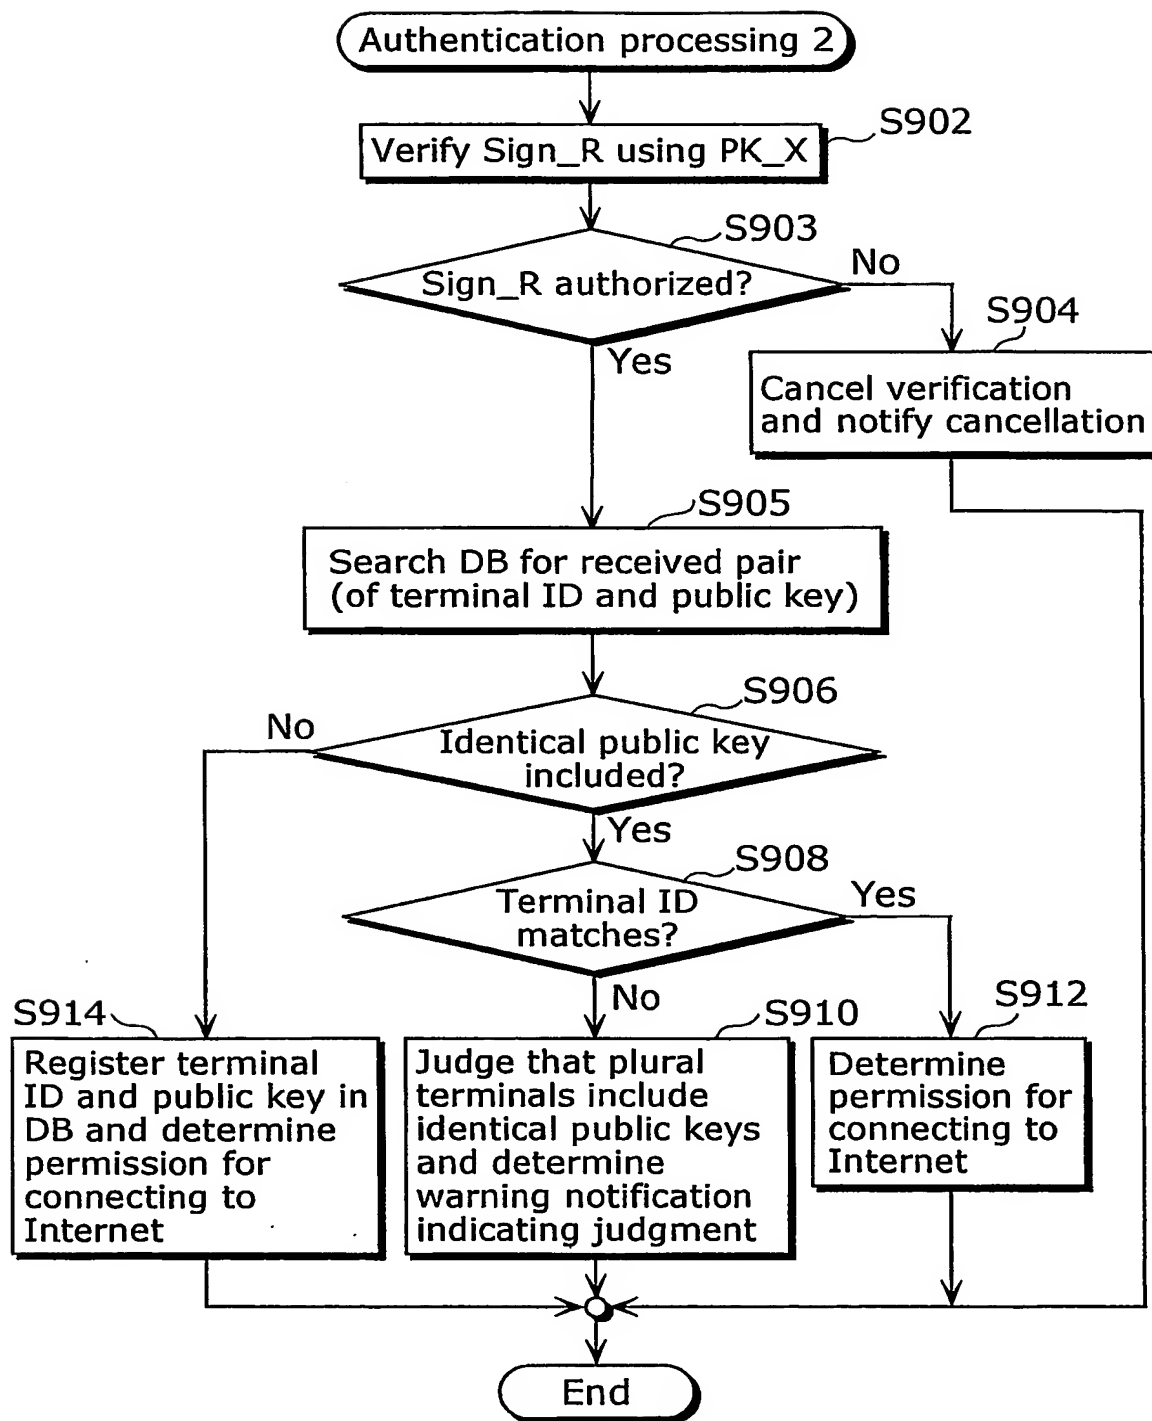 Authentication processing 2
S902
Verify Sign_R using PK_X
S903
Sign_R authorized?
No
Yes
S904
Cancel verification
and notify cancellation
S905
Search DB for received pair
(of terminal ID and public key)
S906
No
Identical public key
included?
Yes
S908
Terminal ID
matches?
Yes
No
S914
Register terminal
ID and public key in
DB and determine
permission for
connecting to
Internet
S910
Judge that plural
terminals include
identical public keys
and determine
warning notification
indicating judgment
S912
Determine
permission for
connecting to
Internet
End